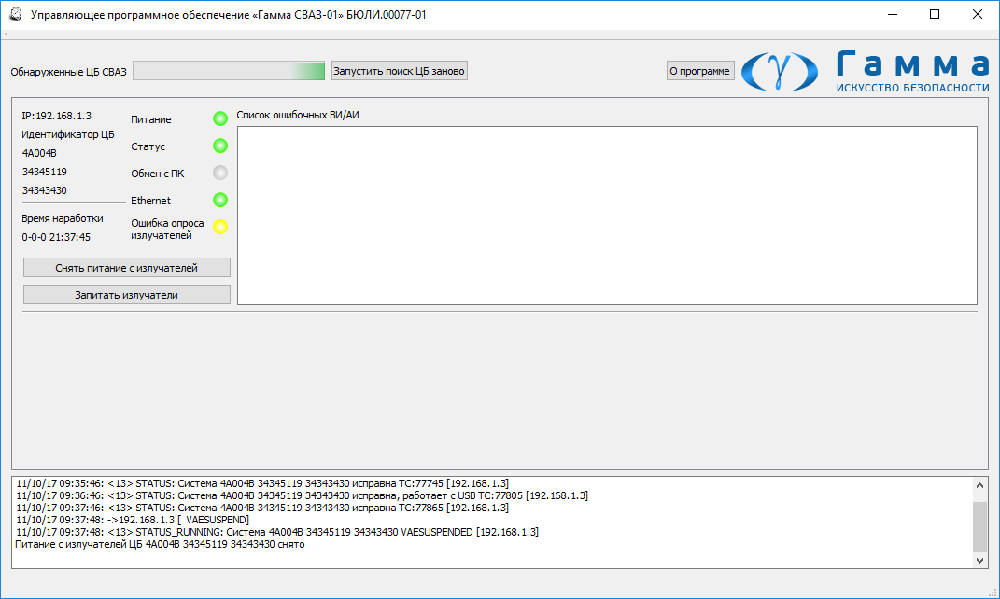 Управляющее программное обеспечение «Гамма СВАЗ-01» БЮЛИ.00077-01
Обнаруженные ЦБ СВАЗ
Запустить поиск ЦБ заново
О программе
Гамма
ИСКУССТВО БЕЗОПАСНОСТИ
IP:192.168.1.3
Идентификатор ЦБ
4A004B
34345119
34343430
Время наработки
0-0-0 21:37:45
Питание
Статус
Обмен с ПК
Ethernet
Ошибка опроса
излучателей
Снять питание с излучателей
Запитать излучатели
Список ошибочных ВИ/АИ
11/10/17 09:35:46: <13> STATUS: Система 4A004B 34345119 34343430 исправна TC:77745 [192.168.1.3]
11/10/17 09:36:46: <13> STATUS: Система 4A004B 34345119 34343430 исправна, работает с USB TC:77805 [192.168.1.3]
11/10/17 09:37:46: <13> STATUS: Система 4A004B 34345119 34343430 исправна TC:77865 [192.168.1.3]
11/10/17 09:37:48: ->192.168.1.3 [  VAESUSPEND]
11/10/17 09:37:48: <13> STATUS_RUNNING: Система 4A004B 34345119 34343430 VAESUSPENDED [192.168.1.3]
Питание с излучателей ЦБ 4A004B 34345119 34343430 снято